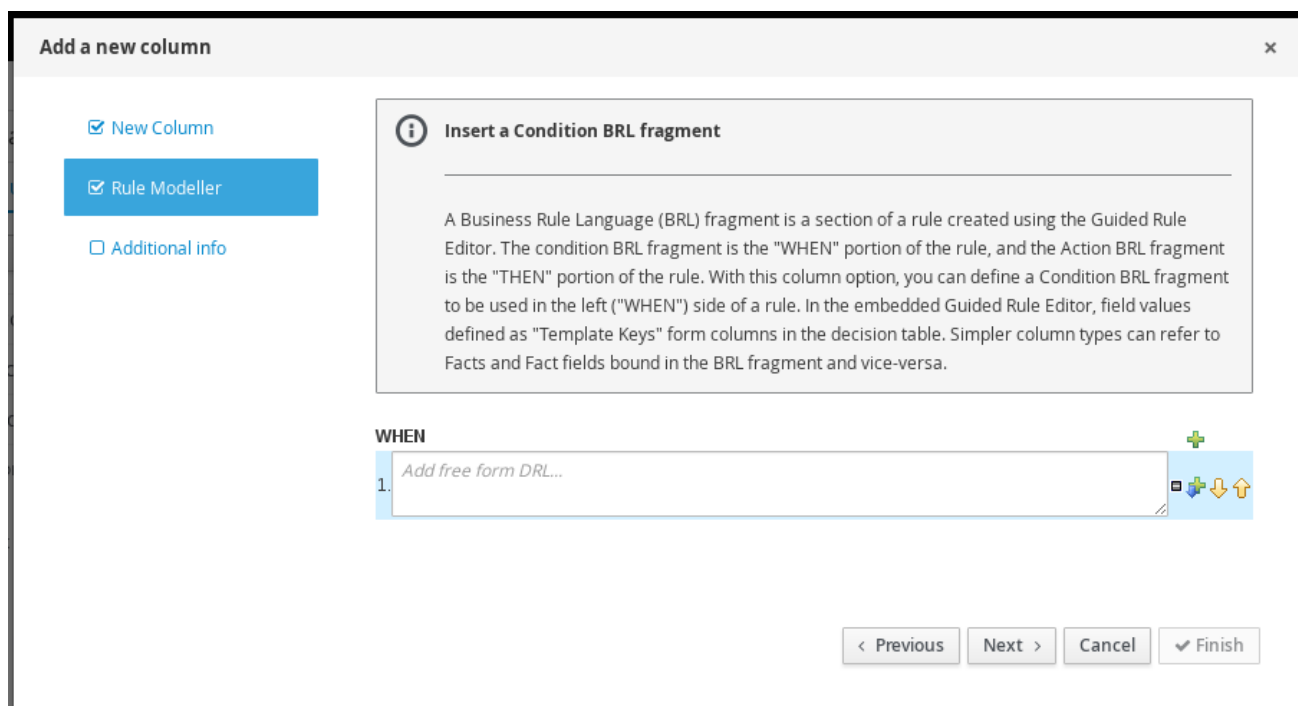 Add a new column
×
New Column
Rule Modeller
Additional info
Insert a Condition BRL fragment
A Business Rule Language (BRL) fragment is a section of a rule created using the Guided Rule
Editor. The condition BRL fragment is the "WHEN" portion of the rule, and the Action BRL fragment
is the "THEN" portion of the rule. With this column option, you can define a Condition BRL fragment
to be used in the left ("WHEN") side of a rule. In the embedded Guided Rule Editor, field values
defined as "Template Keys" form columns in the decision table. Simpler column types can refer to
Facts and Fact fields bound in the BRL fragment and vice-versa.
WHEN
1. Add free form DRL...
< Previous Next > Cancel Finish